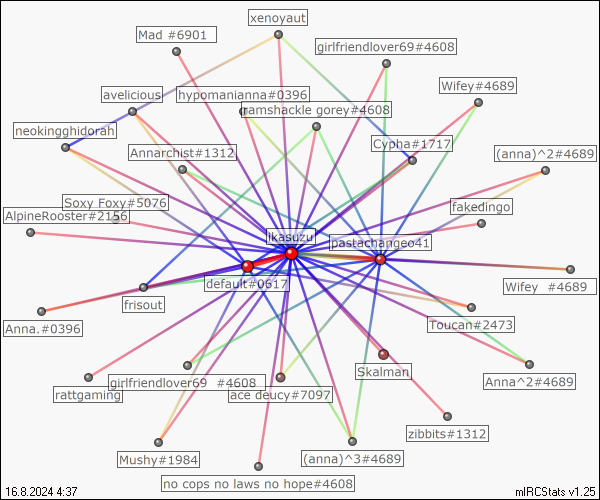 xenoyaut
Mad #6901
girlfriendlover69#4608
Wifey#4689
avelicious
hypomanianna#0396
ramshackle gorey#4608
neokingghidorah
Cypha#1717
Annarchist#1312
(anna)^2#4689
Soxy Foxy#5076
fakedingo
AlpineRooster#2156
ikasuzu
pastachangeo41
default#0617
frisout
Wifey #4689
Anna.#0396
Toucan#2473
Skalman
rattgaming
girlfriendlover69 #4608
Anna^2#4689
ace deucy#7097
zibbits#1312
Mushy#1984
(anna)^3#4689
no cops no laws no hope#4608
16.8.2024 4:37
mIRCStats v1.25